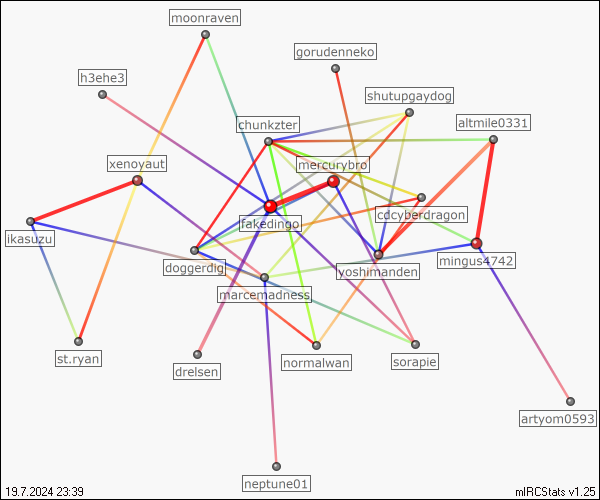 moonraven
gorudenneko
h3ehe3
shutupgaydog
chunkzter
altmile0331
xenoyaut
mercurybro
cdcyberdragon
fakedingo
ikasuzu
mingus4742
doggerdig
yoshimanden
marcemadness
st.ryan
normalwan
sorapie
drelsen
artyom0593
neptune01
19.7.2024 23:39
mIRCStats v1.25